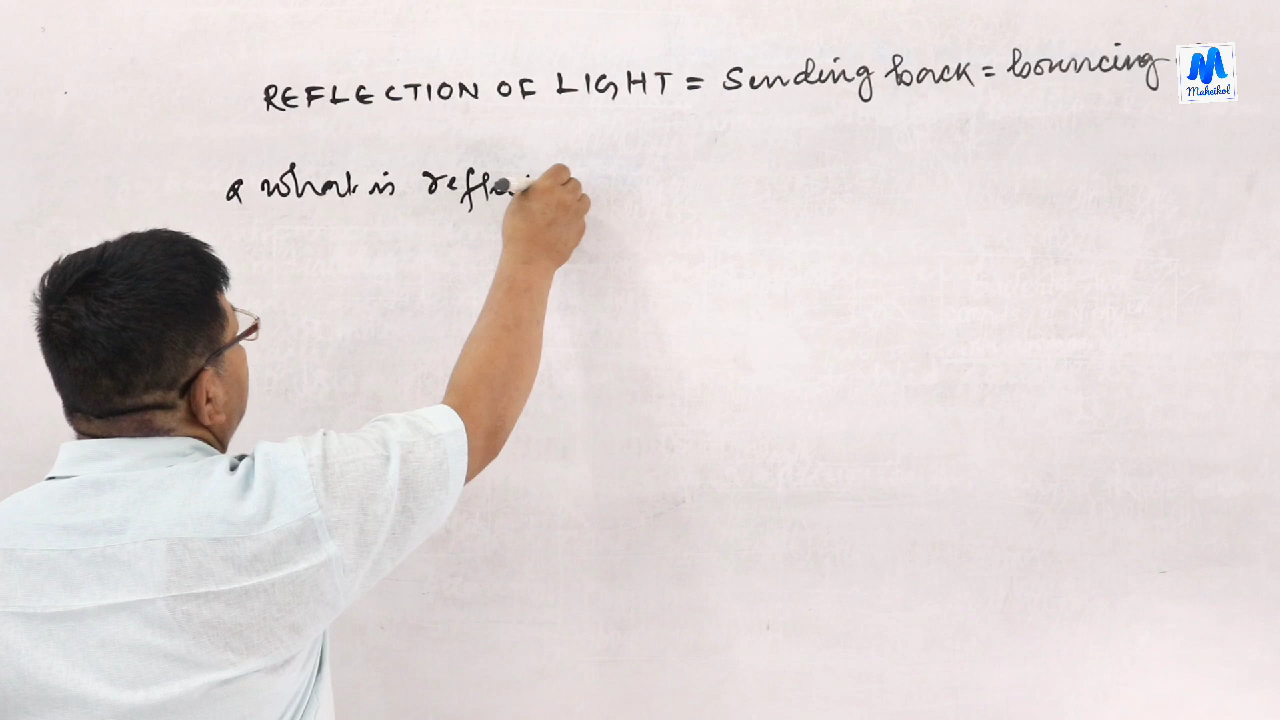 REFLECTION OF LIGHT = Sending back = bouncing
Maheikol
Q what is